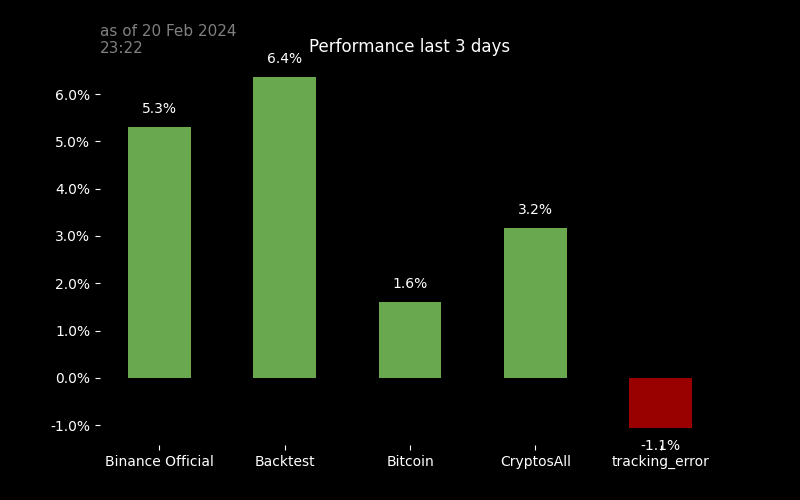 as of 20 Feb 2024
23:22
Performance last 3 days
6.4%
6.0%
5.3%
5.0%
4.0%
3.2%
3.0%
2.0%
1.6%
1.0%
0.0%
-1.0%
-1.1%
Binance Official
Backtest
Bitcoin
CryptosAll
tracking_error